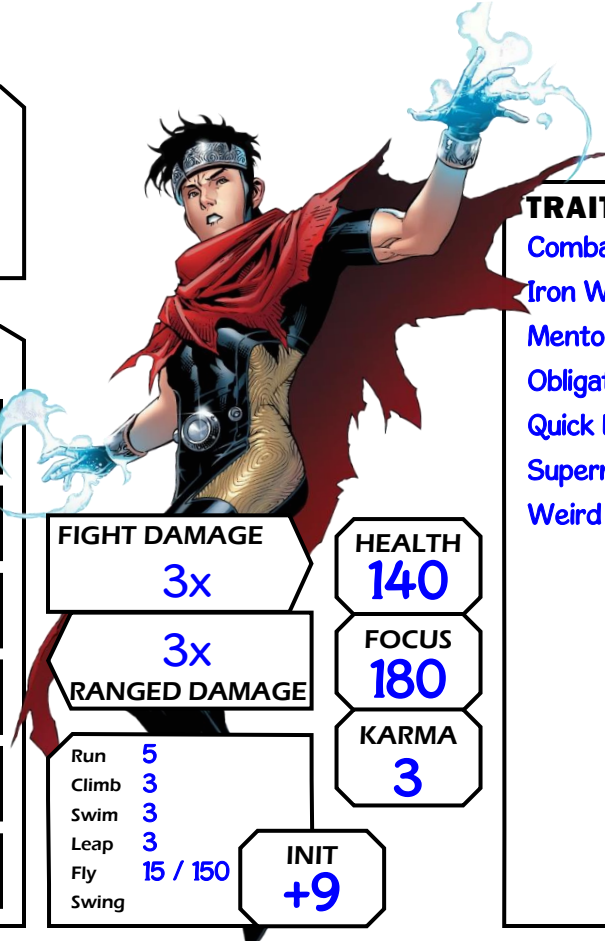 FIGHT DAMAGE
3x
3x
RANGED DAMAGE
HEALTH
140
FOCUS
180
KARMA
3
Run 5
Climb 3
Swim 3
Leap 3
Fly 15 / 150
Swing
INIT
+9
TRAIT
Comba
Iron W
Mento
Obligat
Quick
Super
Weird